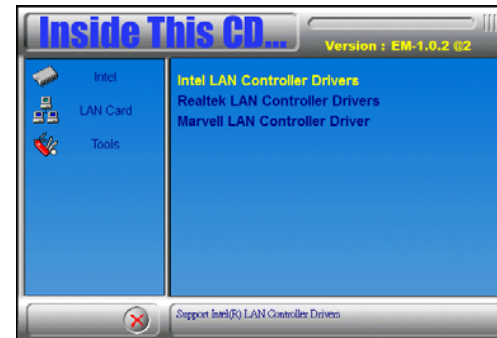 Inside This CD...
Version : EM-1.0.2 @2
Intel
LAN Card
Tools
Intel LAN Controller Drivers
Realtek LAN Controller Drivers
Marvell LAN Controller Driver
Support Intel(R) LAN Controller Drivers